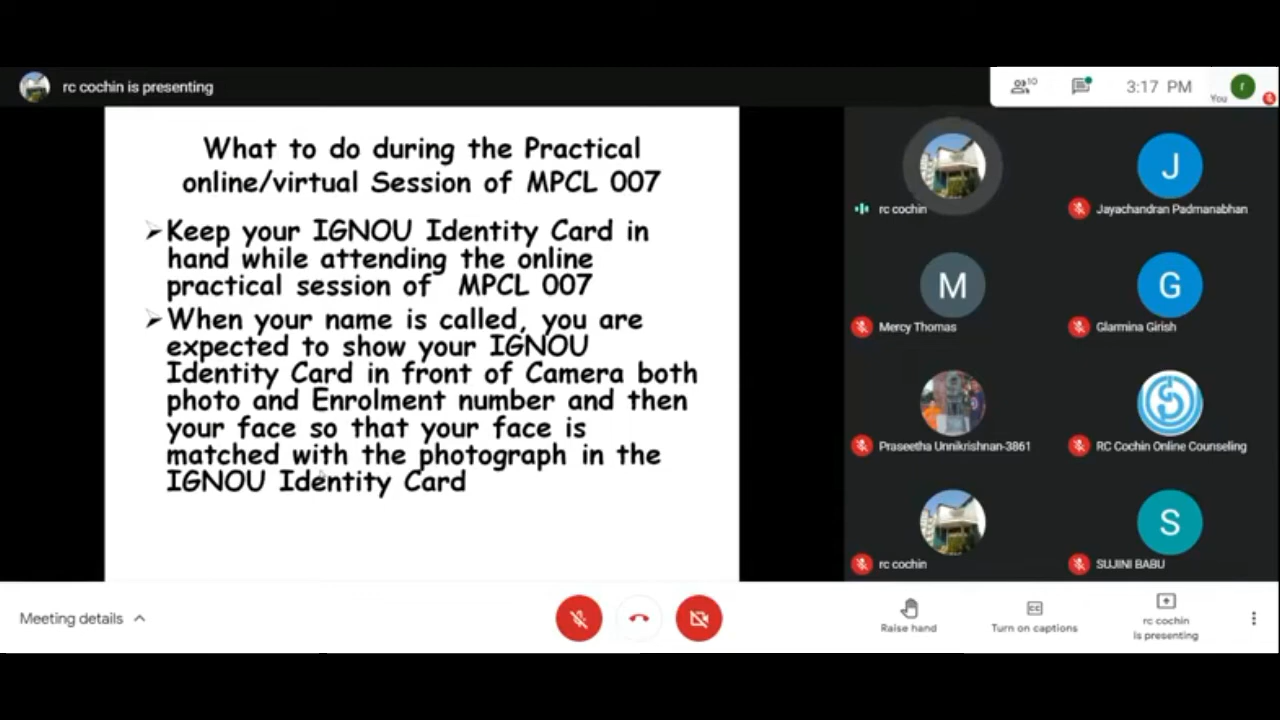 rc cochin is presenting
10
3:17 PM
You
r
What to do during the Practical
online/virtual Session of MPCL 007
Keep your IGNOU Identity Card in
hand while attending the online
practical session of MPCL 007
When your name is called, you are
expected to show your IGNOU
Identity Card in front of Camera both
photo and Enrolment number and then
your face so that your face is
matched with the photograph in the
IGNOU Identity Card
rc cochin
J
Jayachandran Padmanabhan
M
Mercy Thomas
G
Glarmina Girish
Praseetha Unnikrishnan-3861
RC Cochin Online Counseling
rc cochin
S
SUJINI BABU
Meeting details
Raise hand
CC
Turn on captions
rc cochin
is presenting